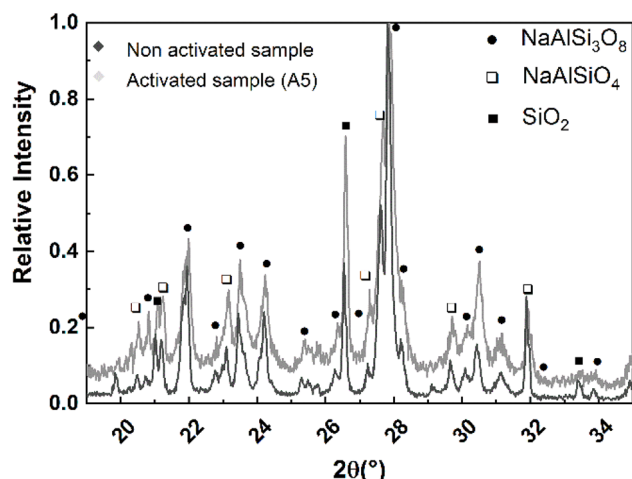 1.0
0.8
0.6
0.4
0.2
0.0
Relative Intensity
Non activated sample
Activated sample (A5)
NaAlSi₃O₈
NaAlSiO₄
SiO₂
20
22
24
26
28
30
32
34
2θ(°)